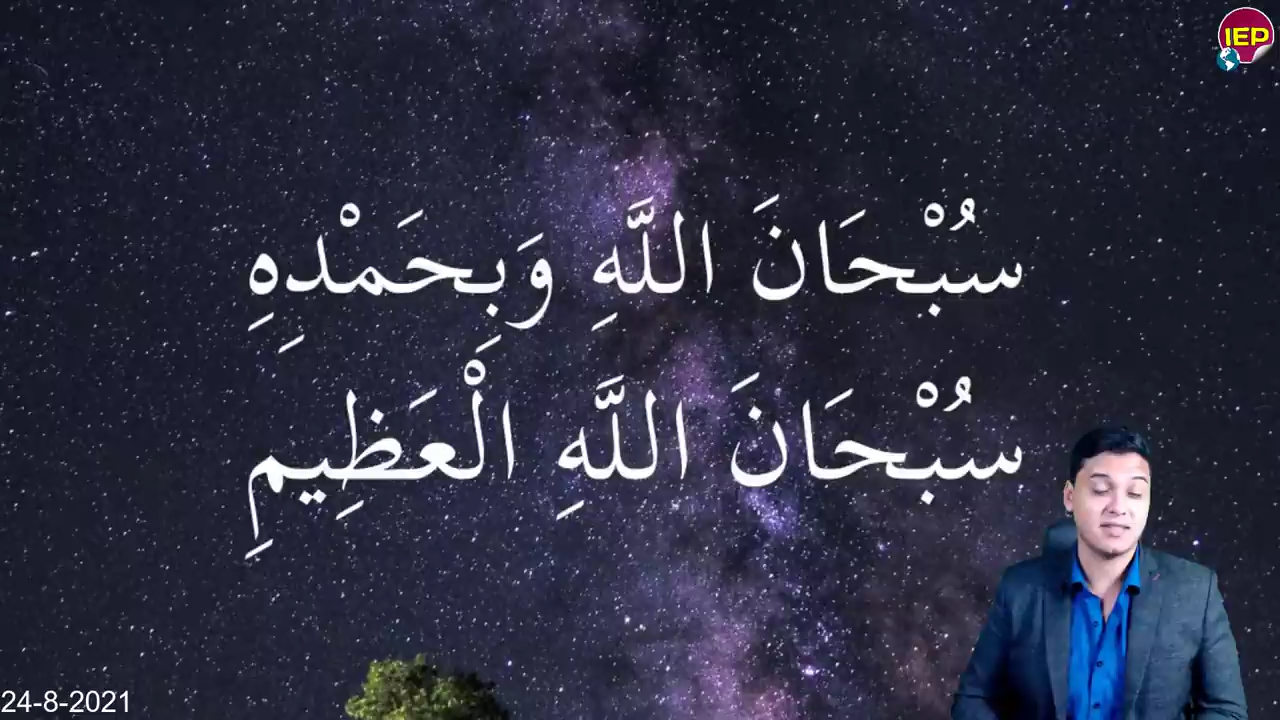 IEP
سُبْحَانَ اللَّهِ وَبِحَمْدِهِ
سُبْحَانَ اللَّهِ الْعَظِيمِ
24-8-2021